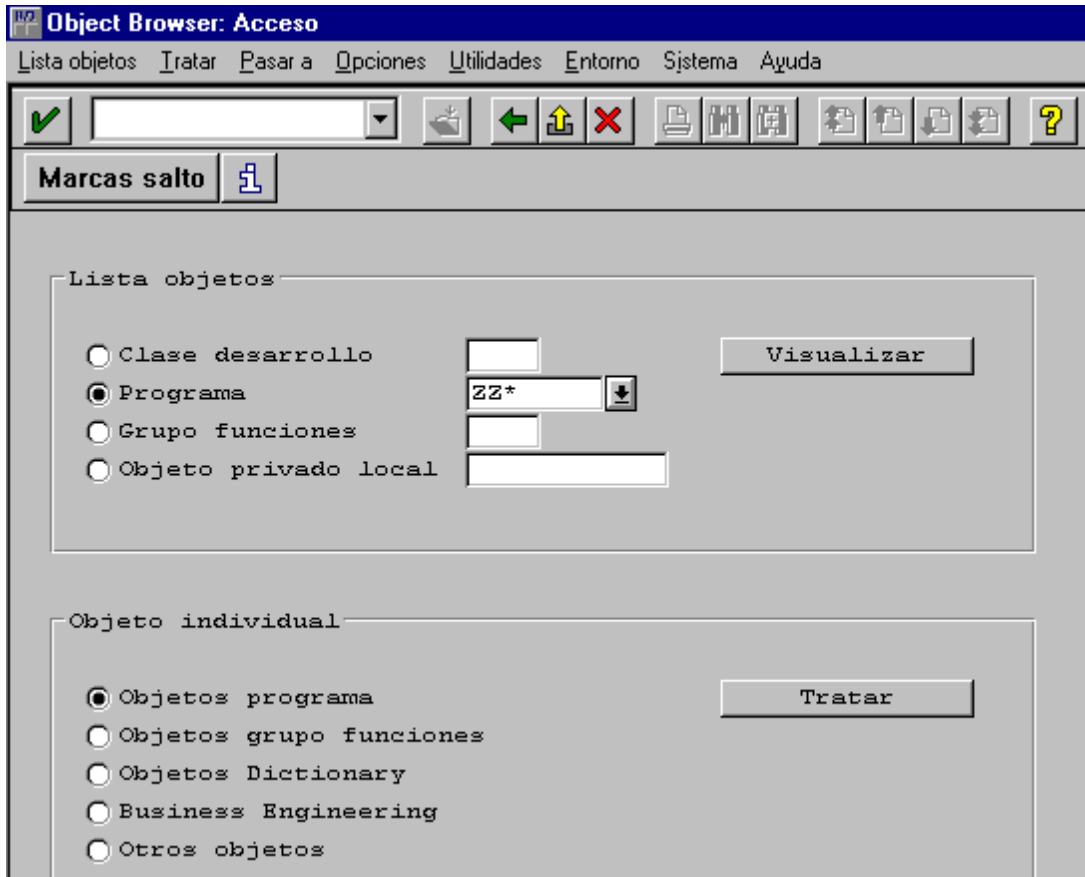 Object Browser: Acceso
Lista objetos Tratar Pasar a Opciones Utilidades Entorno Sistema Ayuda
Marcas salto
Lista objetos
Clase desarrollo Visualizar
Programa ZZ*
Grupo funciones
Objeto privado local
Objeto individual
Objetos programa Tratar
Objetos grupo funciones
Objetos Dictionary
Business Engineering
Otros objetos